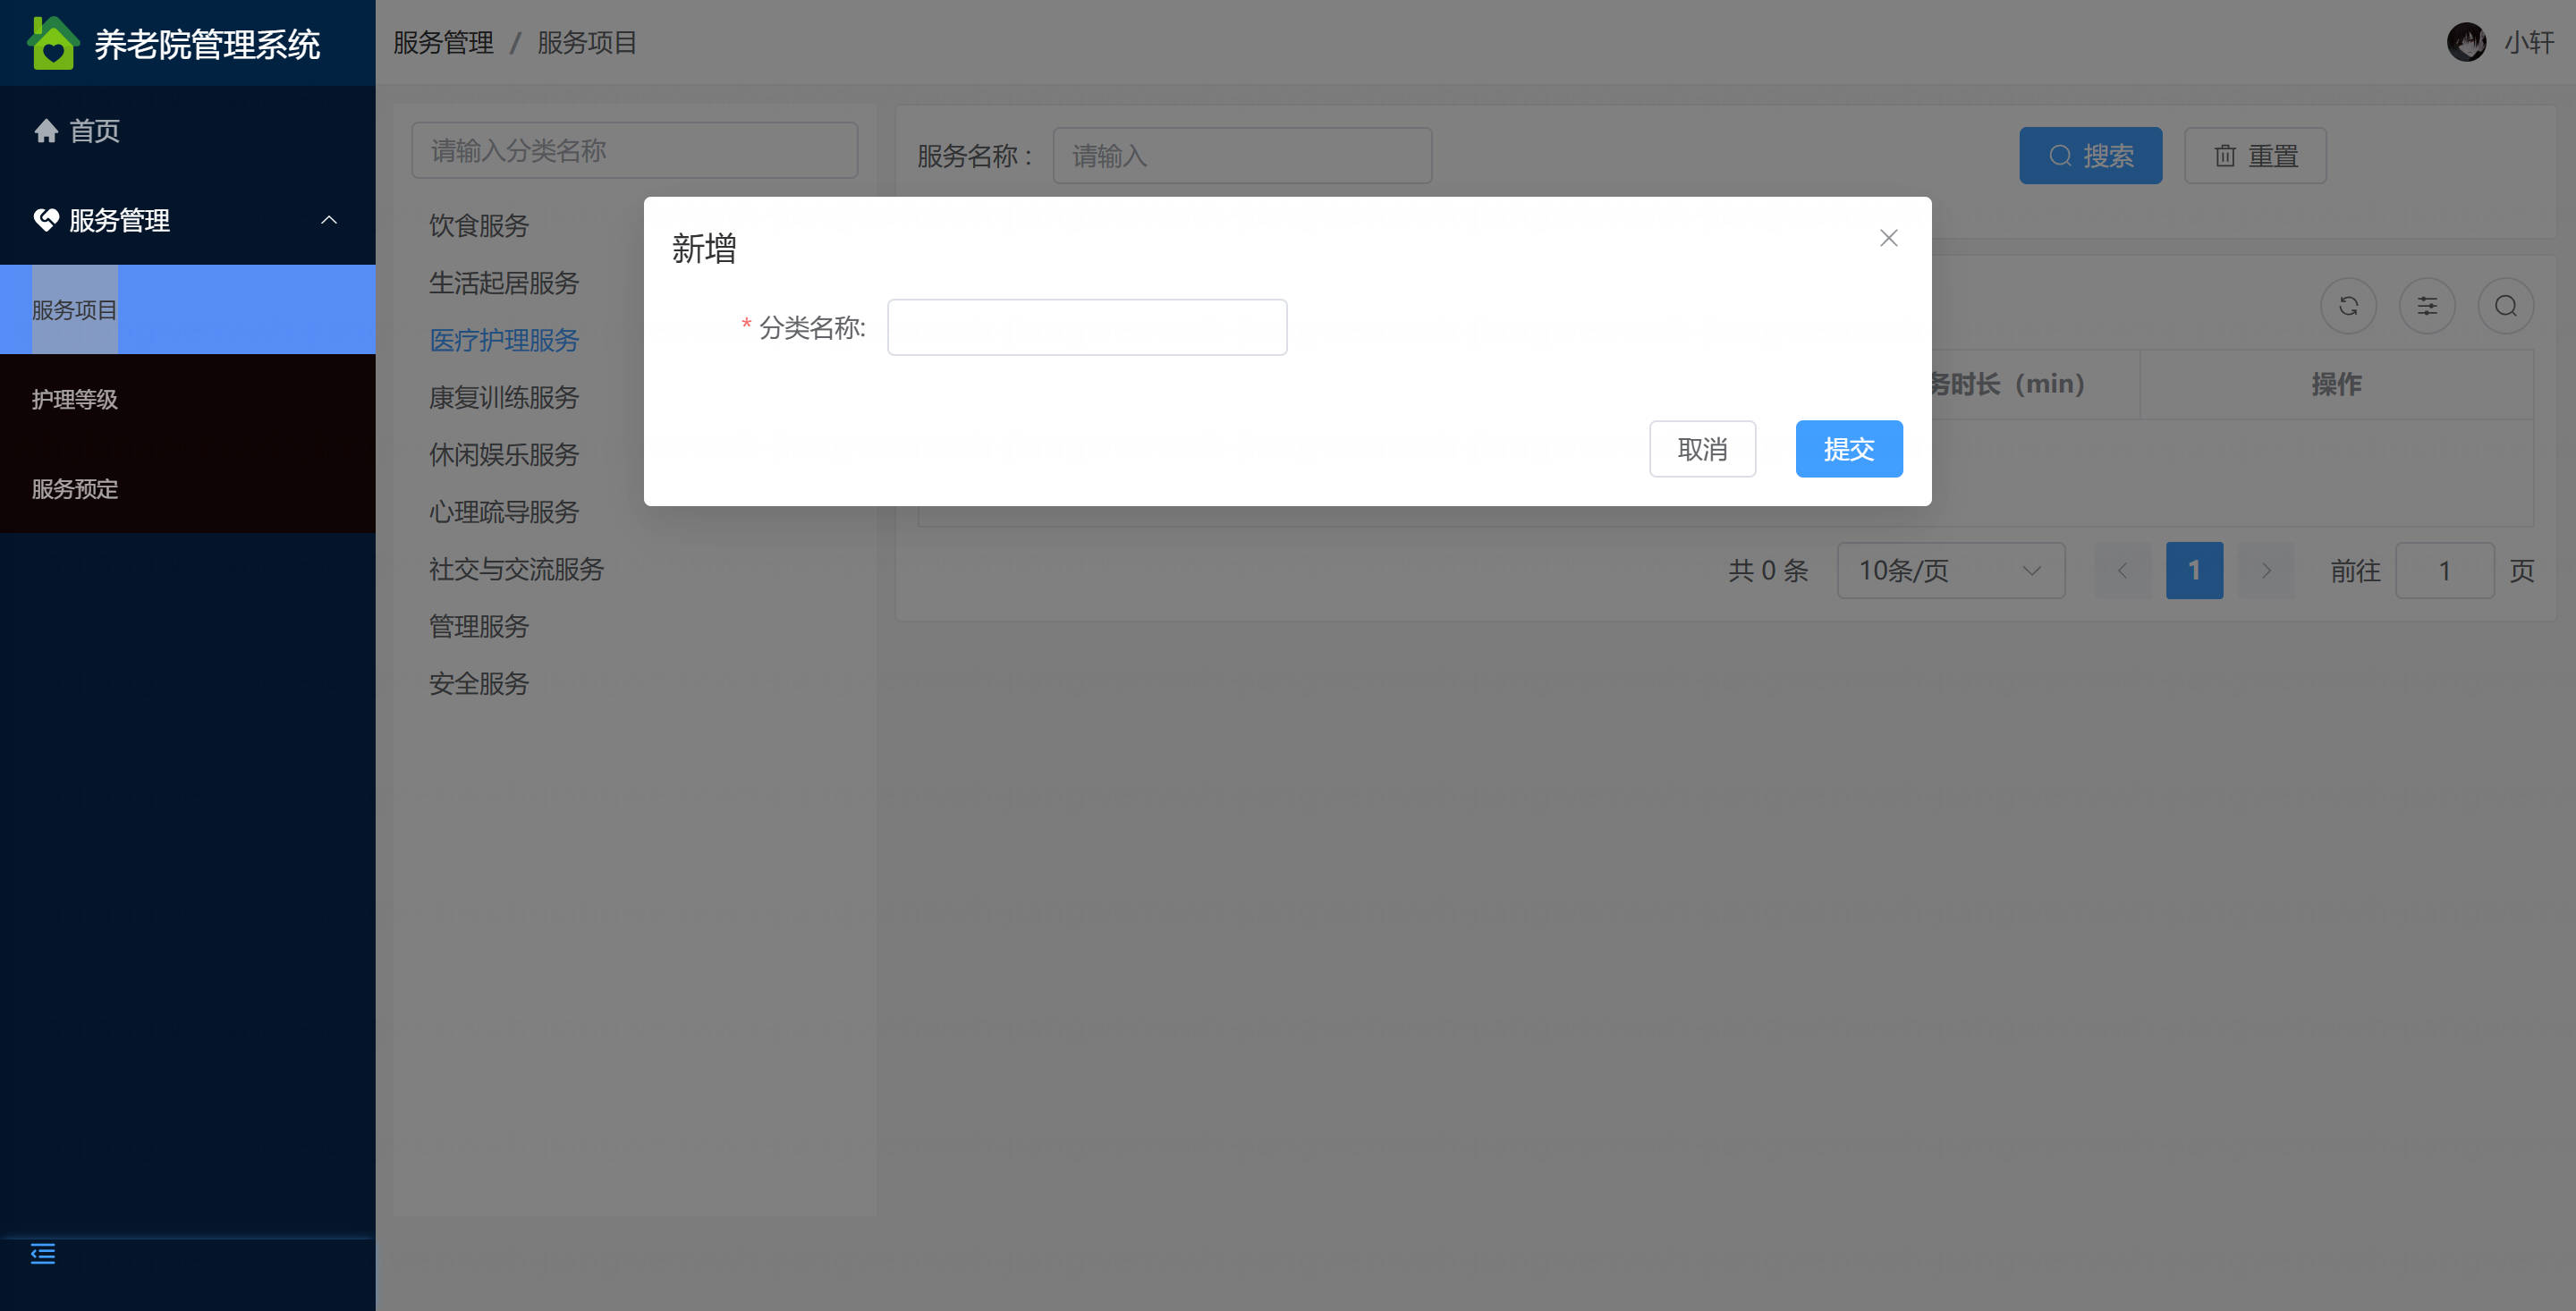 养老院管理系统
首页
服务管理
服务项目
护理等级
服务预定
服务管理 / 服务项目
小轩
请输入分类名称
饮食服务
生活起居服务
医疗护理服务
康复训练服务
休闲娱乐服务
心理疏导服务
社交与交流服务
管理服务
安全服务
服务名称：
请输入
搜索
重置
新增
* 分类名称:
取消
提交
务时长（min）
操作
共 0 条
10条/页
1
前往
1
页